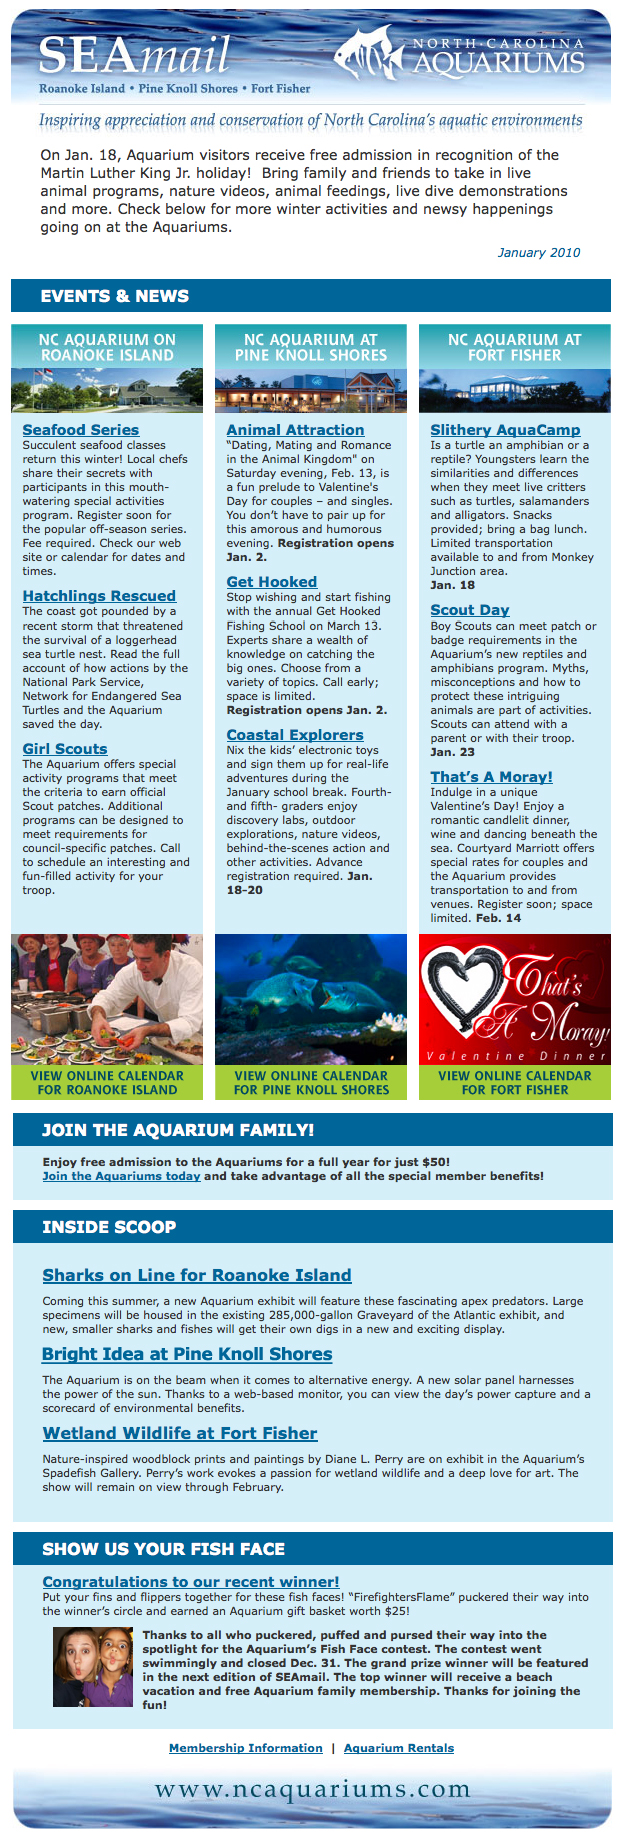 SEAmail
NORTH·CAROLINA
AQUARIUMS
Roanoke Island • Pine Knoll Shores • Fort Fisher
Inspiring appreciation and conservation of North Carolina's aquatic environments
On Jan. 18, Aquarium visitors receive free admission in recognition of the
Martin Luther King Jr. holiday!  Bring family and friends to take in live
animal programs, nature videos, animal feedings, live dive demonstrations
and more. Check below for more winter activities and newsy happenings
going on at the Aquariums.
January 2010
EVENTS & NEWS
NC AQUARIUM ON
ROANOKE ISLAND
Seafood Series
Succulent seafood classes
return this winter! Local chefs
share their secrets with
participants in this mouth-
watering special activities
program. Register soon for
the popular off-season series.
Fee required. Check our web
site or calendar for dates and
times.
Hatchlings Rescued
The coast got pounded by a
recent storm that threatened
the survival of a loggerhead
sea turtle nest. Read the full
account of how actions by the
National Park Service,
Network for Endangered Sea
Turtles and the Aquarium
saved the day.
Girl Scouts
The Aquarium offers special
activity programs that meet
the criteria to earn official
Scout patches. Additional
programs can be designed to
meet requirements for
council-specific patches. Call
to schedule an interesting and
fun-filled activity for your
troop.
VIEW ONLINE CALENDAR
FOR ROANOKE ISLAND
NC AQUARIUM AT
PINE KNOLL SHORES
Animal Attraction
"Dating, Mating and Romance
in the Animal Kingdom" on
Saturday evening, Feb. 13, is
a fun prelude to Valentine's
Day for couples – and singles.
You don't have to pair up for
this amorous and humorous
evening. Registration opens
Jan. 2.
Get Hooked
Stop wishing and start fishing
with the annual Get Hooked
Fishing School on March 13.
Experts share a wealth of
knowledge on catching the
big ones. Choose from a
variety of topics. Call early;
space is limited.
Registration opens Jan. 2.
Coastal Explorers
Nix the kids' electronic toys
and sign them up for real-life
adventures during the
January school break. Fourth-
and fifth- graders enjoy
discovery labs, outdoor
explorations, nature videos,
behind-the-scenes action and
other activities. Advance
registration required. Jan.
18-20
VIEW ONLINE CALENDAR
FOR PINE KNOLL SHORES
NC AQUARIUM AT
FORT FISHER
Slithery AquaCamp
Is a turtle an amphibian or a
reptile? Youngsters learn the
similarities and differences
when they meet live critters
such as turtles, salamanders
and alligators. Snacks
provided; bring a bag lunch.
Limited transportation
available to and from Monkey
Junction area.
Jan. 18
Scout Day
Boy Scouts can meet patch or
badge requirements in the
Aquarium's new reptiles and
amphibians program. Myths,
misconceptions and how to
protect these intriguing
animals are part of activities.
Scouts can attend with a
parent or with their troop.
Jan. 23
That's A Moray!
Indulge in a unique
Valentine's Day! Enjoy a
romantic candlelit dinner,
wine and dancing beneath the
sea. Courtyard Marriott offers
special rates for couples and
the Aquarium provides
transportation to and from
venues. Register soon; space
limited. Feb. 14
That's
A Moray!
Valentine Dinner
VIEW ONLINE CALENDAR
FOR FORT FISHER
JOIN THE AQUARIUM FAMILY!
Enjoy free admission to the Aquariums for a full year for just $50!
Join the Aquariums today and take advantage of all the special member benefits!
INSIDE SCOOP
Sharks on Line for Roanoke Island
Coming this summer, a new Aquarium exhibit will feature these fascinating apex predators. Large
specimens will be housed in the existing 285,000-gallon Graveyard of the Atlantic exhibit, and
new, smaller sharks and fishes will get their own digs in a new and exciting display.
Bright Idea at Pine Knoll Shores
The Aquarium is on the beam when it comes to alternative energy. A new solar panel harnesses
the power of the sun. Thanks to a web-based monitor, you can view the day's power capture and a
scorecard of environmental benefits.
Wetland Wildlife at Fort Fisher
Nature-inspired woodblock prints and paintings by Diane L. Perry are on exhibit in the Aquarium's
Spadefish Gallery. Perry's work evokes a passion for wetland wildlife and a deep love for art. The
show will remain on view through February.
SHOW US YOUR FISH FACE
Congratulations to our recent winner!
Put your fins and flippers together for these fish faces! "FirefightersFlame" puckered their way into
the winner's circle and earned an Aquarium gift basket worth $25!
Thanks to all who puckered, puffed and pursed their way into the
spotlight for the Aquarium's Fish Face contest. The contest went
swimmingly and closed Dec. 31. The grand prize winner will be featured
in the next edition of SEAmail. The top winner will receive a beach
vacation and free Aquarium family membership. Thanks for joining the
fun!
Membership Information | Aquarium Rentals
www.ncaquariums.com